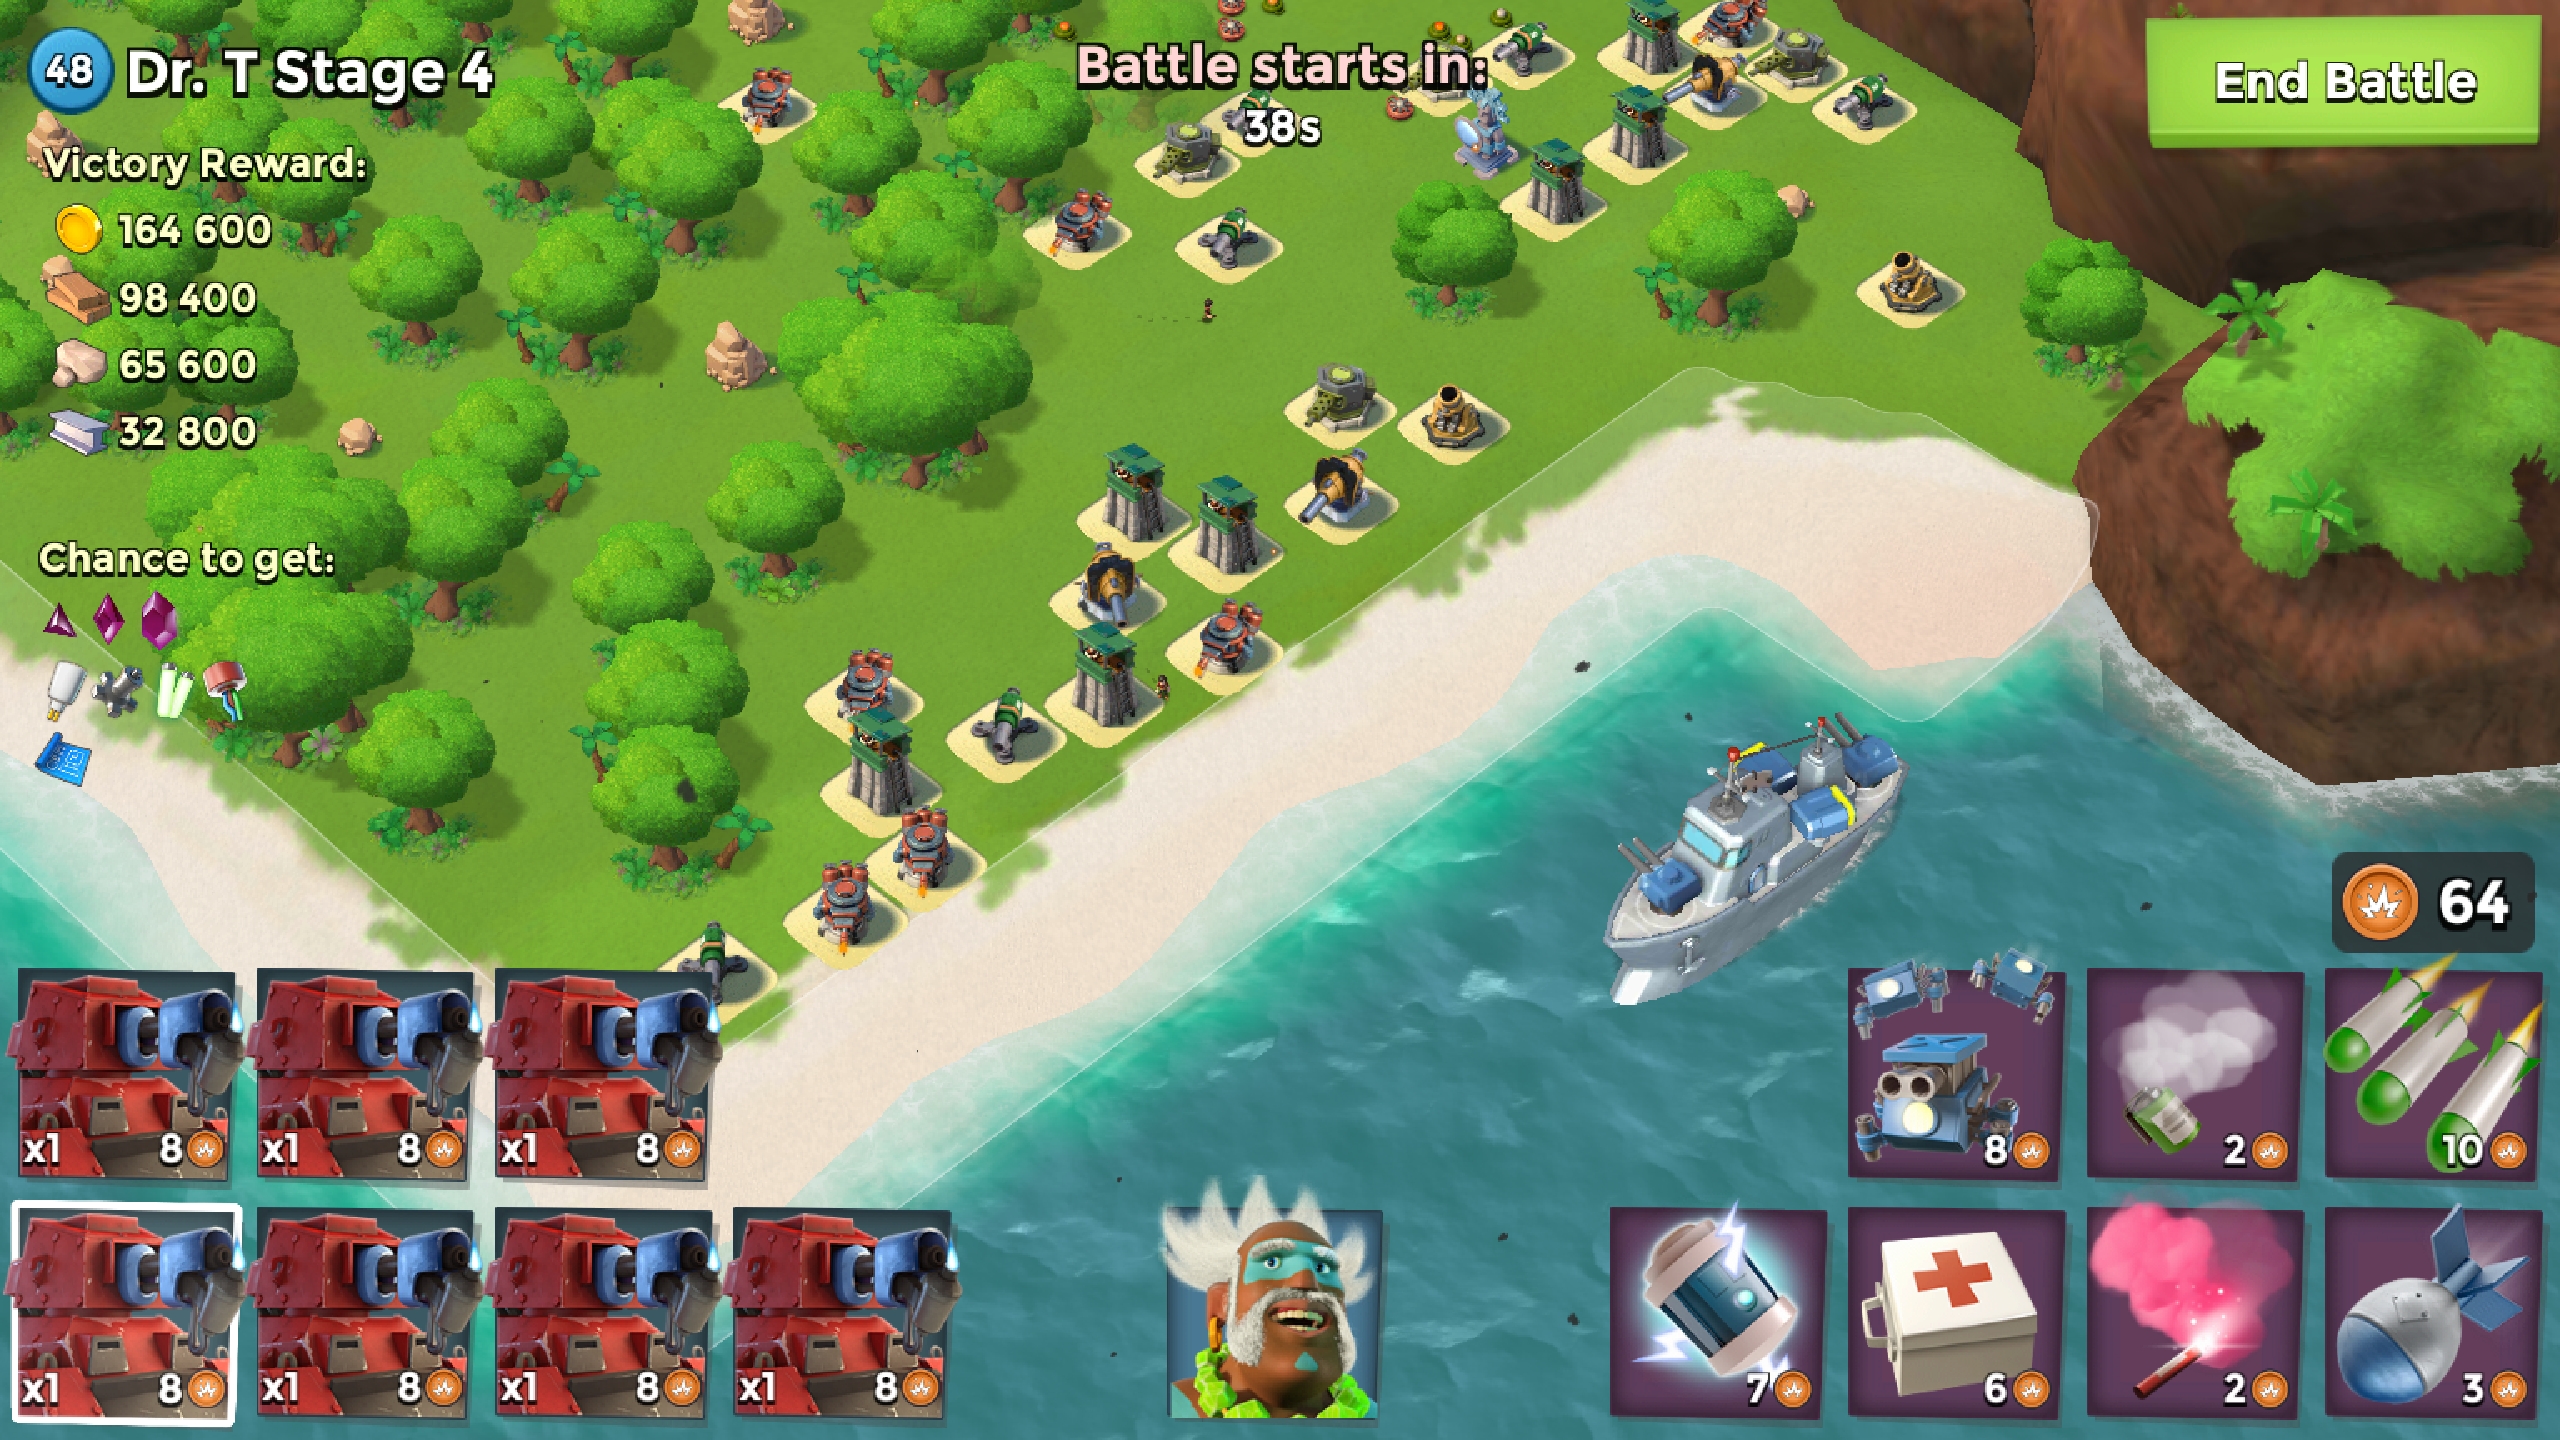 48 Dr. T Stage 4
Battle starts in:
38s
End Battle
Victory Reward:
164 600
98 400
65 600
32 800
Chance to get:
64
x1 8
x1 8
x1 8
8
2
10
x1 8
x1 8
x1 8
x1 8
7
6
2
3